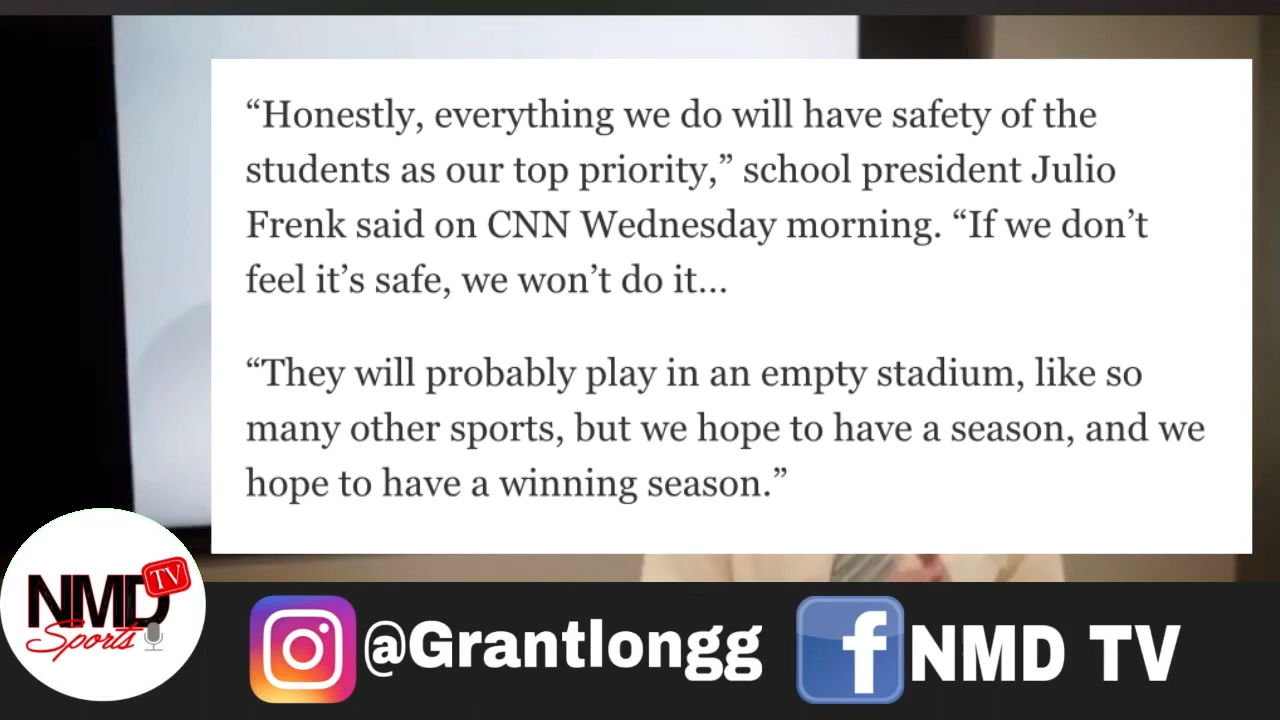 “Honestly, everything we do will have safety of the
students as our top priority,” school president Julio
Frenk said on CNN Wednesday morning. “If we don’t
feel it’s safe, we won’t do it...
“They will probably play in an empty stadium, like so
many other sports, but we hope to have a season, and we
hope to have a winning season.”
NMD TV
Sports
@Grantlongg
f NMD TV